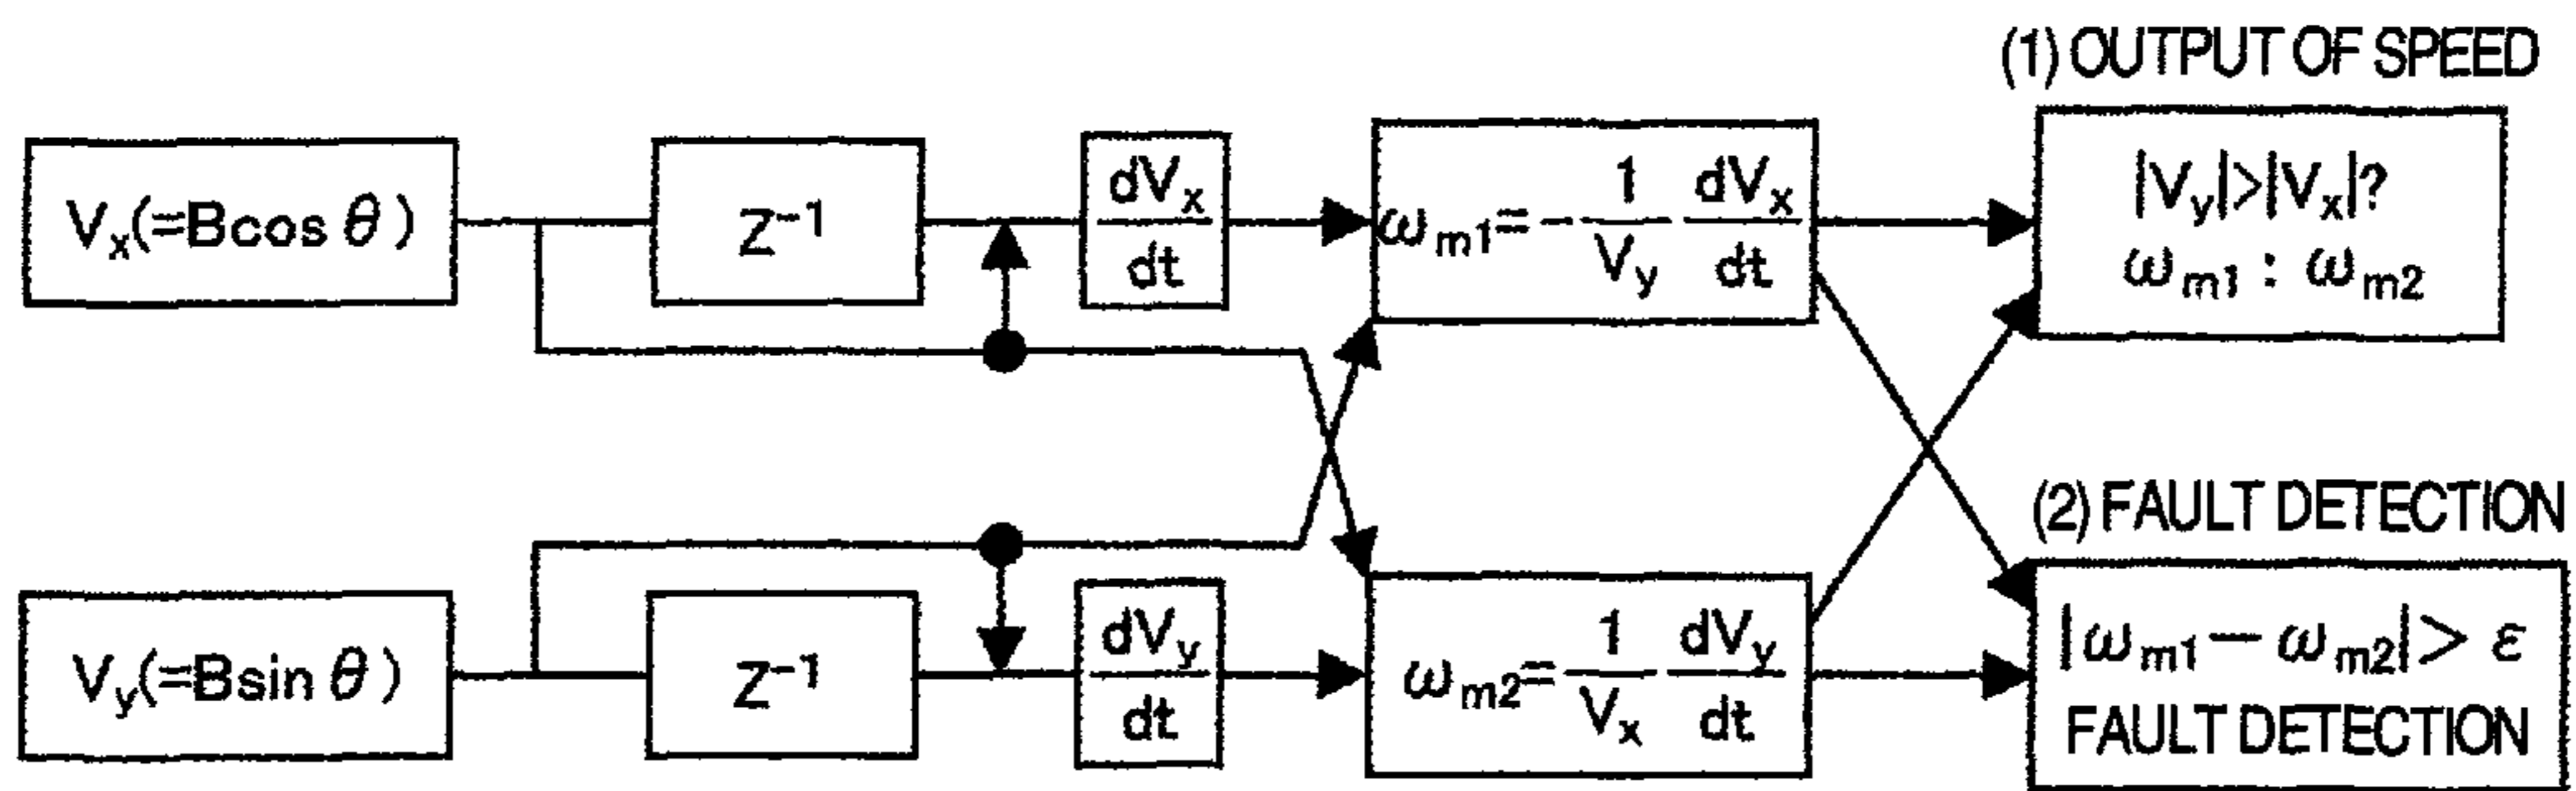 (1) OUTPUT OF SPEED
Vx(=Bcos θ)
Z⁻¹
dVx/dt
ωm1=-1/Vy dVx/dt
|Vy|>|Vx|?
ωm1 : ωm2
(2) FAULT DETECTION
Vy(=Bsin θ)
Z⁻¹
dVy/dt
ωm2=1/Vx dVy/dt
|ωm1-ωm2|> ε
FAULT DETECTION